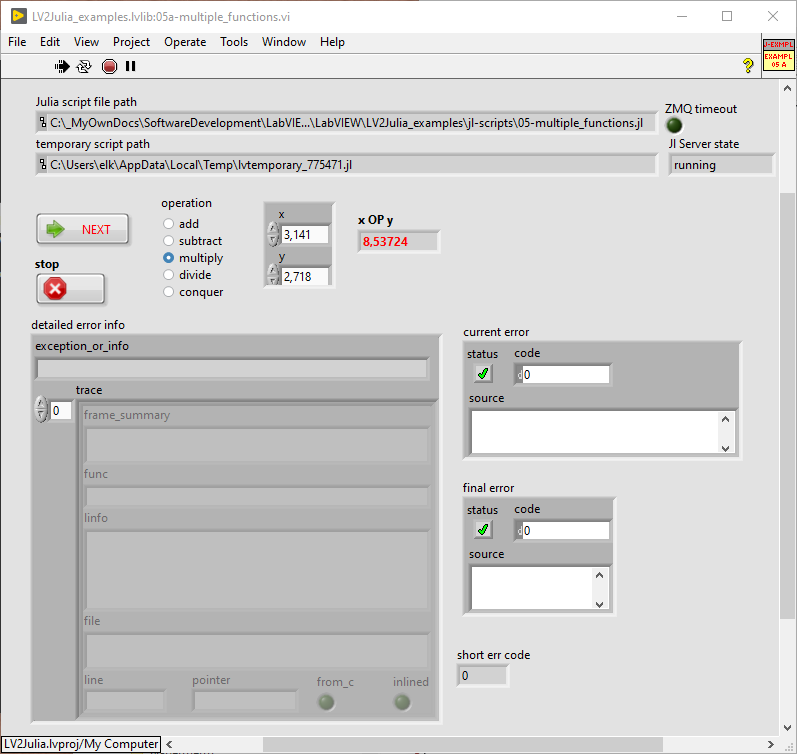 LV2Julia_examples.lvlib:05a-multiple_functions.vi
File Edit View Project Operate Tools Window Help
J-EXMPL
EXAMPL
05 A
Julia script file path
C:\_MyOwnDocs\SoftwareDevelopment\LabVIE...\LabVIEW\LV2Julia_examples\jl-scripts\05-multiple_functions.jl
ZMQ timeout
temporary script path
C:\Users\elk\AppData\Local\Temp\lvtemporary_775471.jl
Jl Server state
running
NEXT
stop
operation
add
subtract
multiply
divide
conquer
x
3,141
y
2,718
x OP y
8,53724
detailed error info
exception_or_info
trace
0
frame_summary
func
linfo
file
line
pointer
from_c
inlined
current error
status
code
0
source
final error
status
code
0
source
short err code
0
LV2Julia.lvproj/My Computer